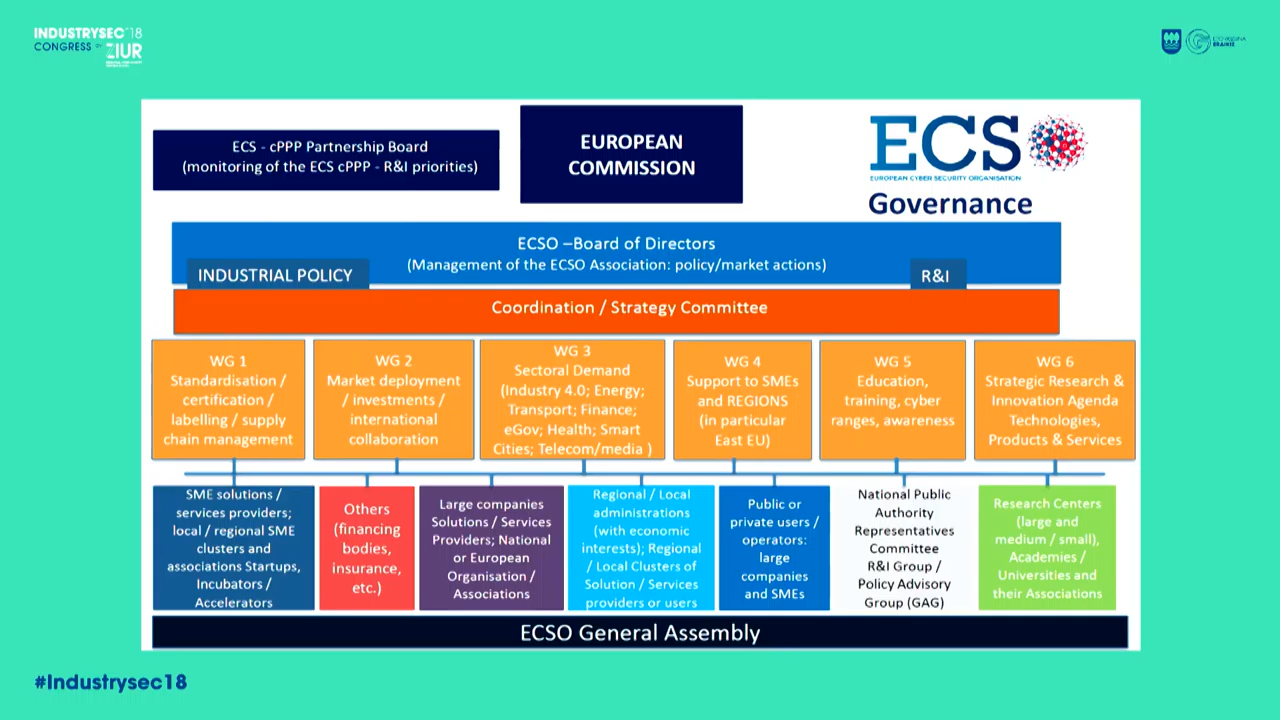 INDUSTRYSEC'18
CONGRESS BY ZIUR
ECS - cPPP Partnership Board
(monitoring of the ECS cPPP - R&I priorities)
EUROPEAN
COMMISSION
ECS
EUROPEAN CYBER SECURITY ORGANISATION
Governance
ECSO –Board of Directors
(Management of the ECSO Association: policy/market actions)
INDUSTRIAL POLICY
R&I
Coordination / Strategy Committee
WG 1
Standardisation /
certification /
labelling / supply
chain management
WG 2
Market deployment
/ investments /
international
collaboration
WG 3
Sectoral Demand
(Industry 4.0; Energy;
Transport; Finance;
eGov; Health; Smart
Cities; Telecom/media )
WG 4
Support to SMEs
and REGIONS
(in particular
East EU)
WG 5
Education,
training, cyber
ranges, awareness
WG 6
Strategic Research &
Innovation Agenda
Technologies,
Products & Services
SME solutions /
services providers;
local / regional SME
clusters and
associations Startups,
Incubators /
Accelerators
Others
(financing
bodies,
insurance,
etc.)
Large companies
Solutions / Services
Providers; National
or European
Organisation /
Associations
Regional / Local
administrations
(with economic
interests); Regional
/ Local Clusters of
Solution / Services
providers or users
Public or
private users /
operators:
large
companies
and SMEs
National Public
Authority
Representatives
Committee
R&I Group /
Policy Advisory
Group (GAG)
Research Centers
(large and
medium / small),
Academies /
Universities and
their Associations
ECSO General Assembly
#Industrysec18